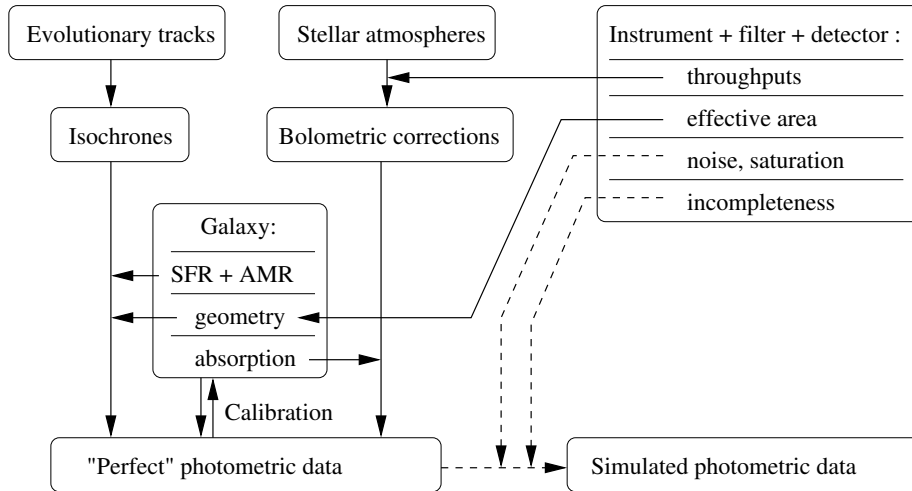 Evolutionary tracks
Stellar atmospheres
Instrument + filter + detector :
throughputs
effective area
noise, saturation
incompleteness
Isochrones
Bolometric corrections
Galaxy:
SFR + AMR
geometry
absorption
Calibration
"Perfect" photometric data
Simulated photometric data